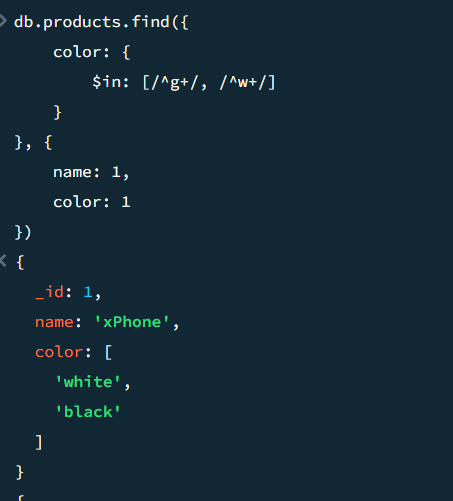 db.products.find({
color: {
$in: [/^g+/, /^w+/]
}
}, {
name: 1,
color: 1
})
{
_id: 1,
name: 'xPhone',
color: [
'white',
'black'
]
}
{